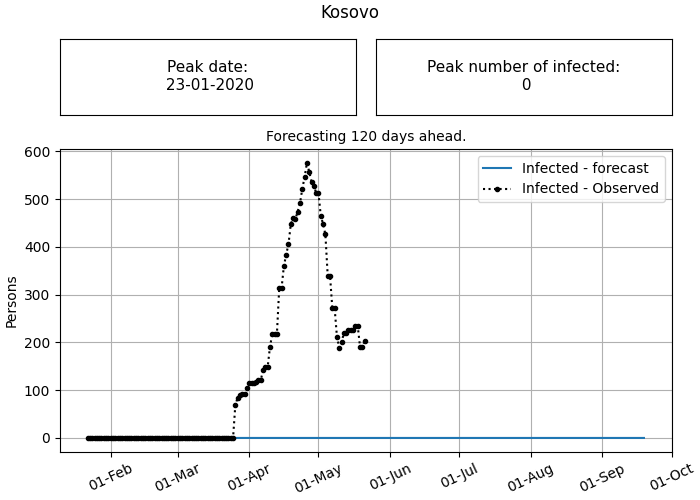 Kosovo
Peak date:
23-01-2020
Peak number of infected:
0
Forecasting 120 days ahead.
Infected - forecast
Infected - Observed
Persons
600
500
400
300
200
100
0
01-Feb
01-Mar
01-Apr
01-May
01-Jun
01-Jul
01-Aug
01-Sep
01-Oct